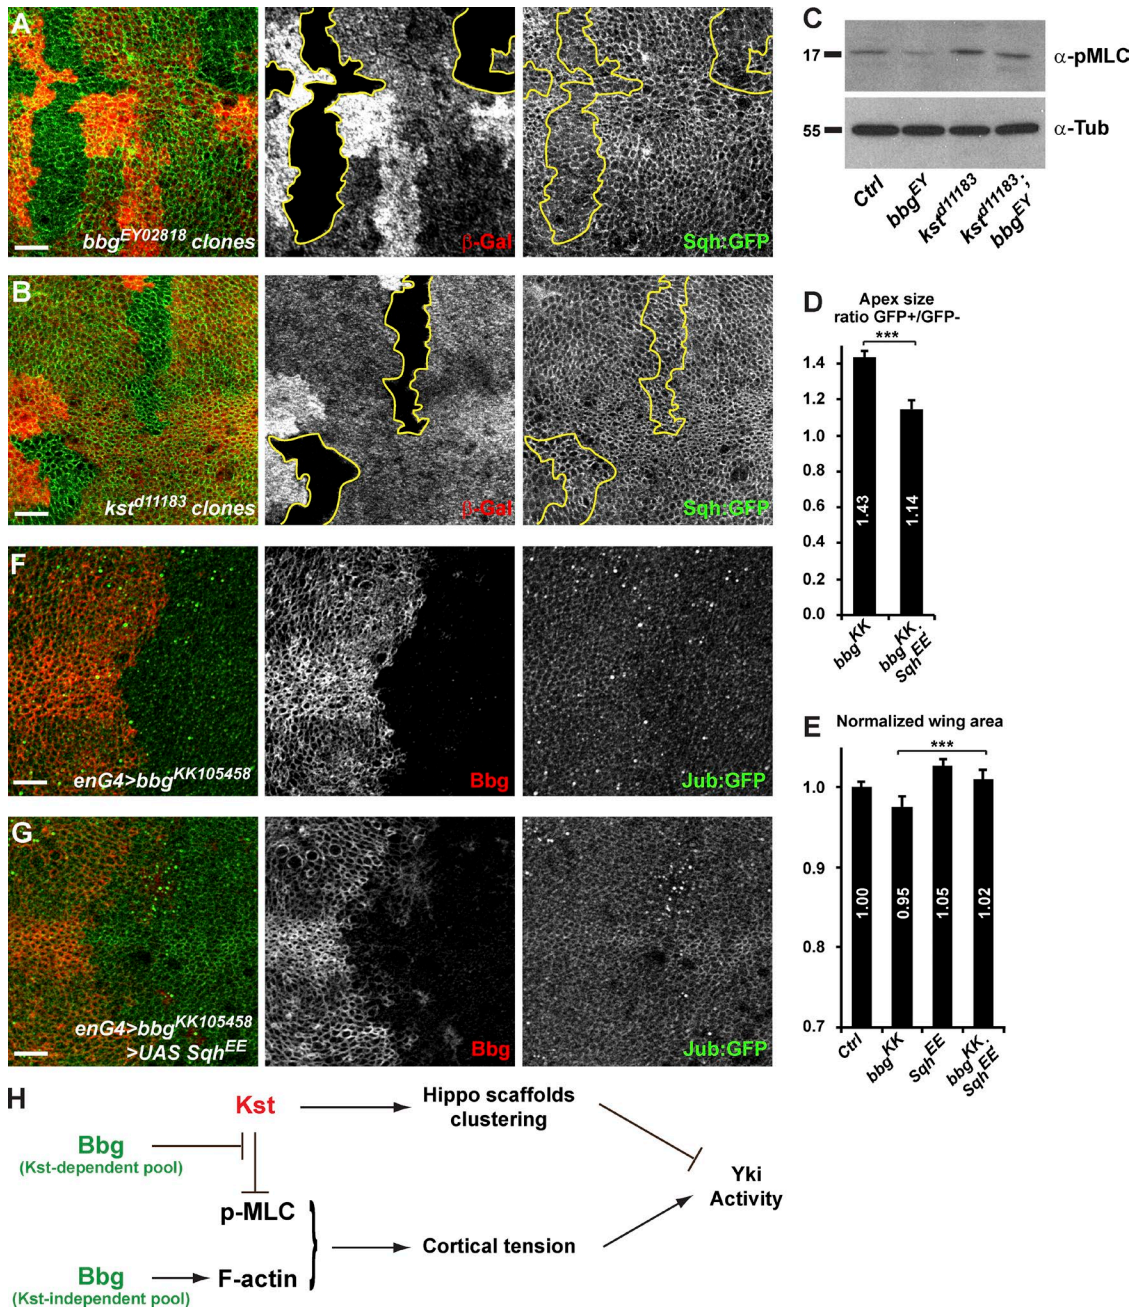 A
bbg^EY02818 clones
β-Gal
Sqh:GFP
B
kst^d11183 clones
β-Gal
Sqh:GFP
F
enG4>bbg^KK105458
Bbg
Jub:GFP
G
enG4>bbg^KK105458
>UAS Sqh^EE
Bbg
Jub:GFP
C
17
α-pMLC
55
α-Tub
Ctrl
bbg^EY
kst^d11183
kst^d11183;
bbg^EY
D
Apex size
ratio GFP+/GFP-
***
1.4
1.2
1.0
0.8
0.6
0.4
0.2
0.0
1.43
1.14
bbg^KK
bbg^KK;
Sqh^EE
E
Normalized wing area
***
1.0
0.9
0.8
0.7
1.00
0.95
1.05
1.02
Ctrl
bbg^KK
Sqh^EE
bbg^KK;
Sqh^EE
H
Kst
Hippo scaffolds
clustering
Bbg
(Kst-dependent pool)
Yki
Activity
p-MLC
Cortical tension
Bbg
F-actin
(Kst-independent pool)